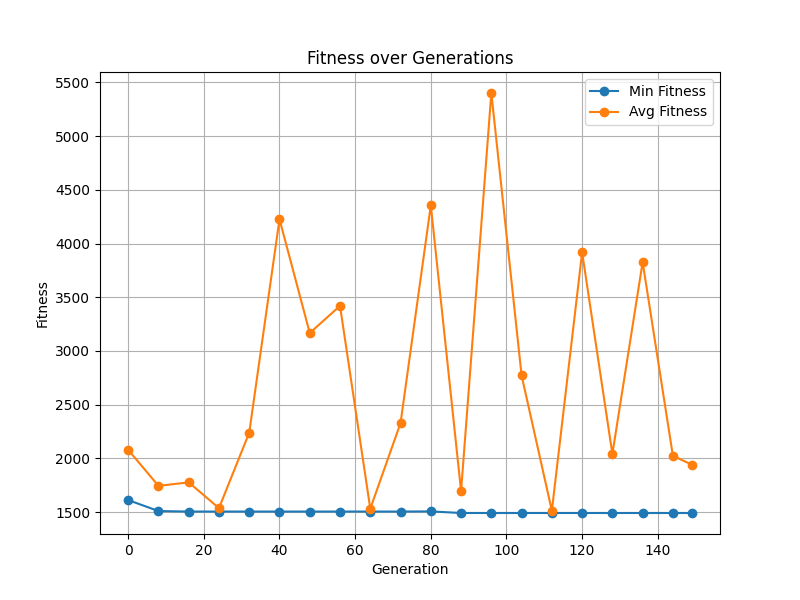 Fitness over Generations
Min Fitness
Avg Fitness
Fitness
5500
5000
4500
4000
3500
3000
2500
2000
1500
0 20 40 60 80 100 120 140
Generation